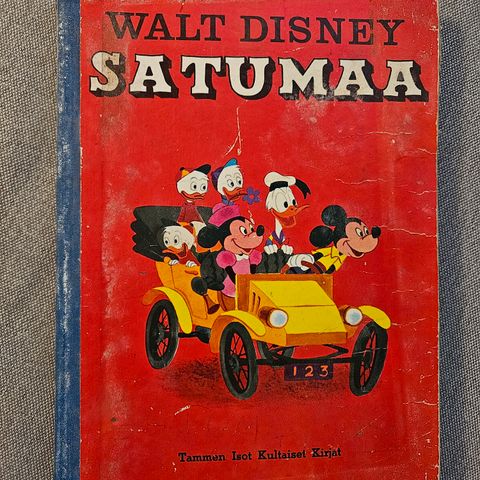 WALT DISNEY
SATUMAA
123
Tammen Isot Kultaiset Kirjat